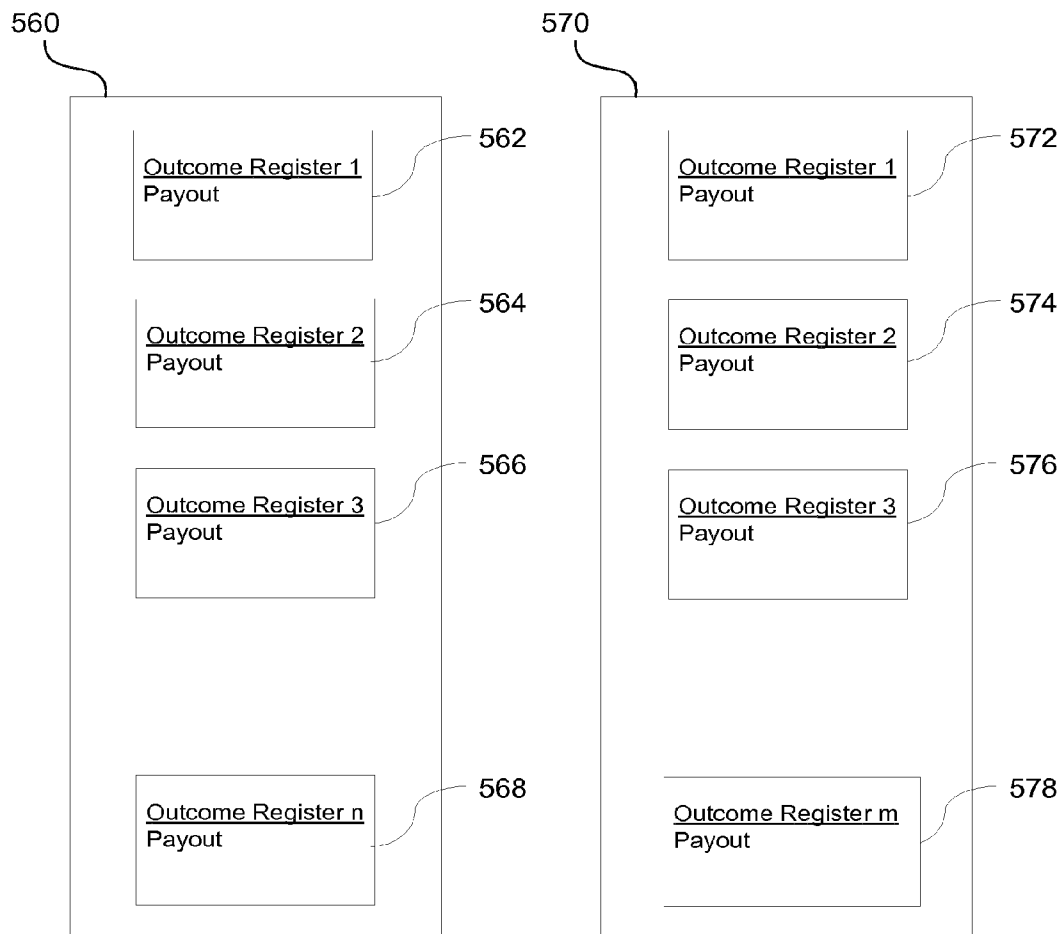 560
570
Outcome Register 1
Payout
562
Outcome Register 1
Payout
572
Outcome Register 2
Payout
564
Outcome Register 2
Payout
574
Outcome Register 3
Payout
566
Outcome Register 3
Payout
576
Outcome Register n
Payout
568
Outcome Register m
Payout
578